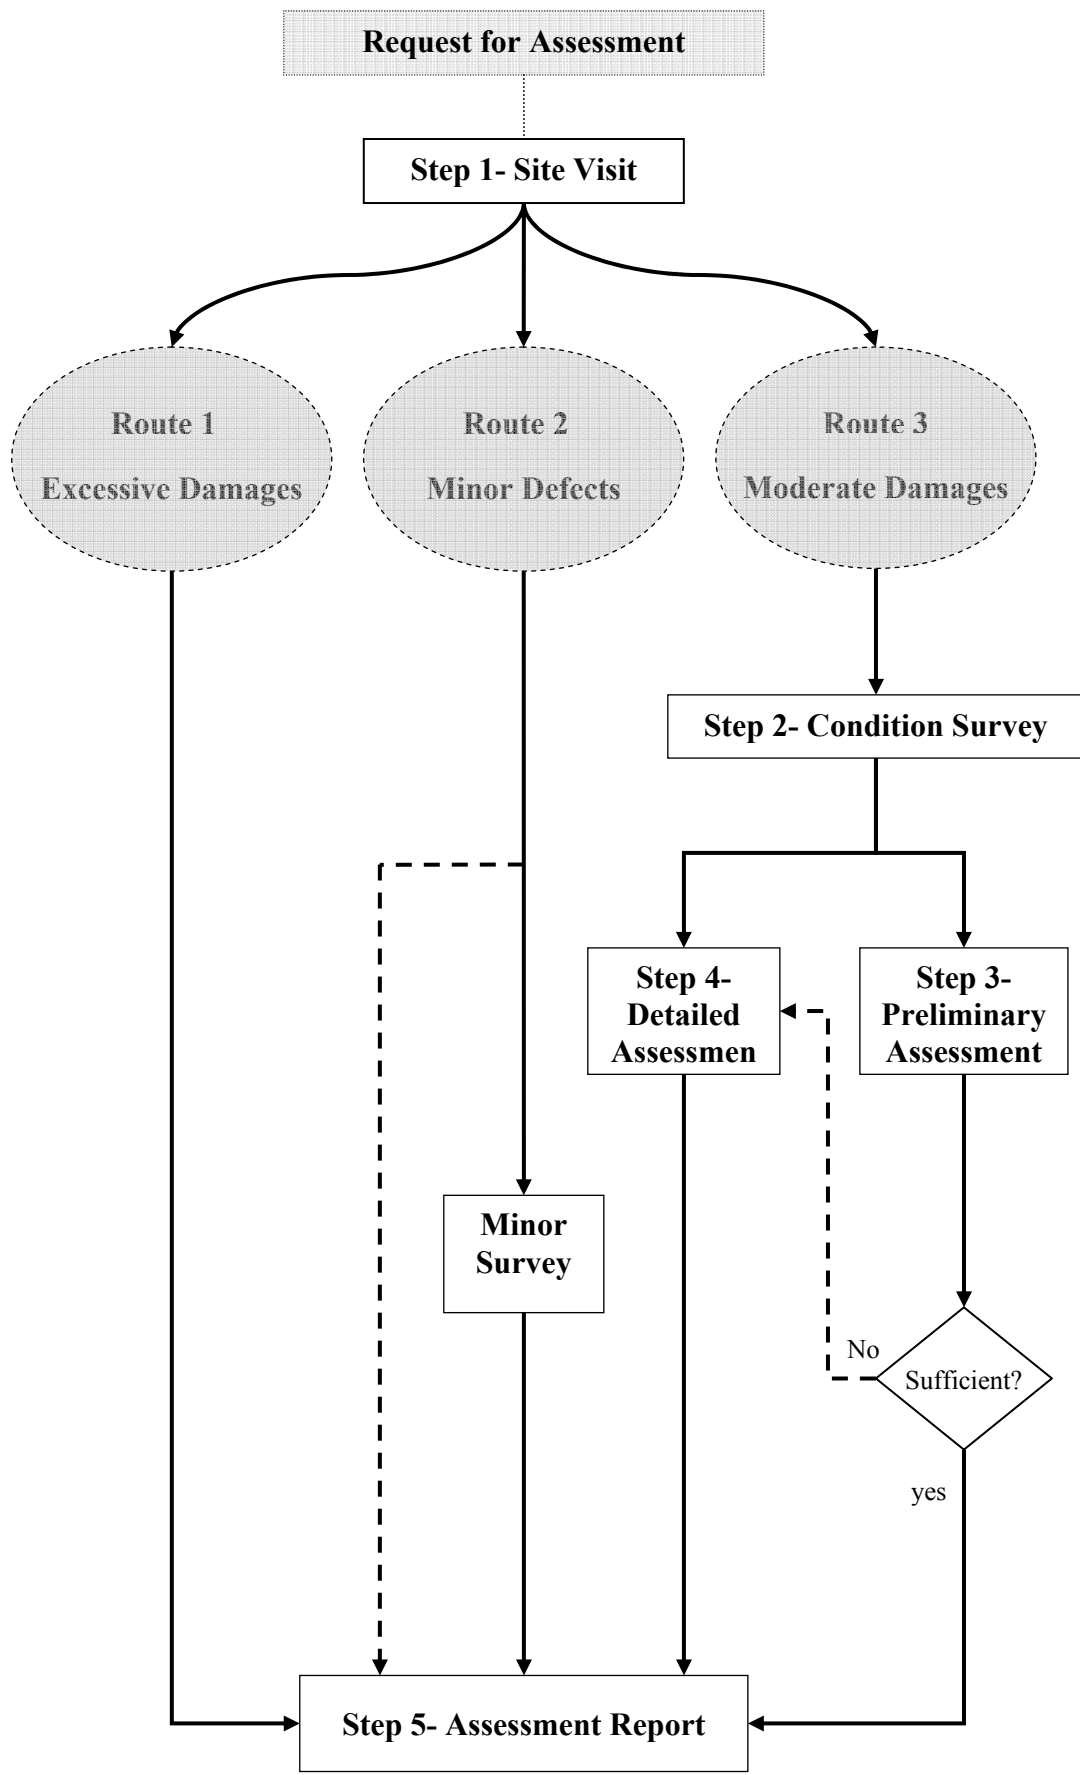 Request for Assessment
Step 1- Site Visit
Route 1
Excessive Damages
Route 2
Minor Defects
Route 3
Moderate Damages
Step 2- Condition Survey
Step 4-
Detailed
Assessmen
Step 3-
Preliminary
Assessment
Minor
Survey
No
Sufficient?
yes
Step 5- Assessment Report